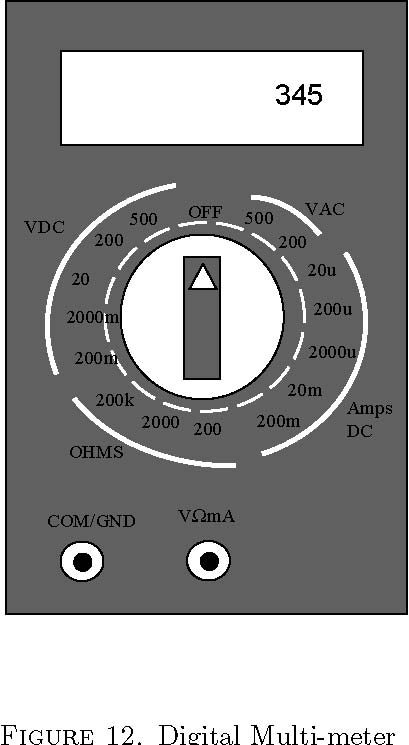 345
OFF
500
VAC
200
20u
200u
2000u
20m
Amps
DC
200m
200
2000
200k
OHMS
200m
2000m
20
200
500
VDC
COM/GND
VΩmA
FIGURE 12. Digital Multi-meter